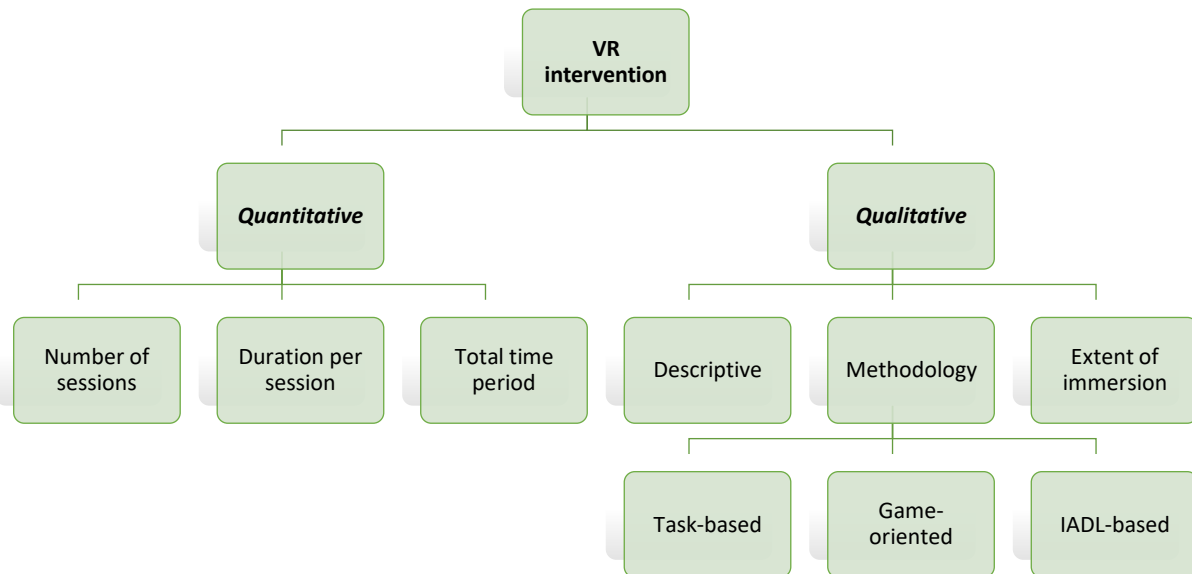 VR
intervention
Quantitative
Qualitative
Number of
sessions
Duration per
session
Total time
period
Descriptive
Methodology
Extent of
immersion
Task-based
Game-
oriented
IADL-based